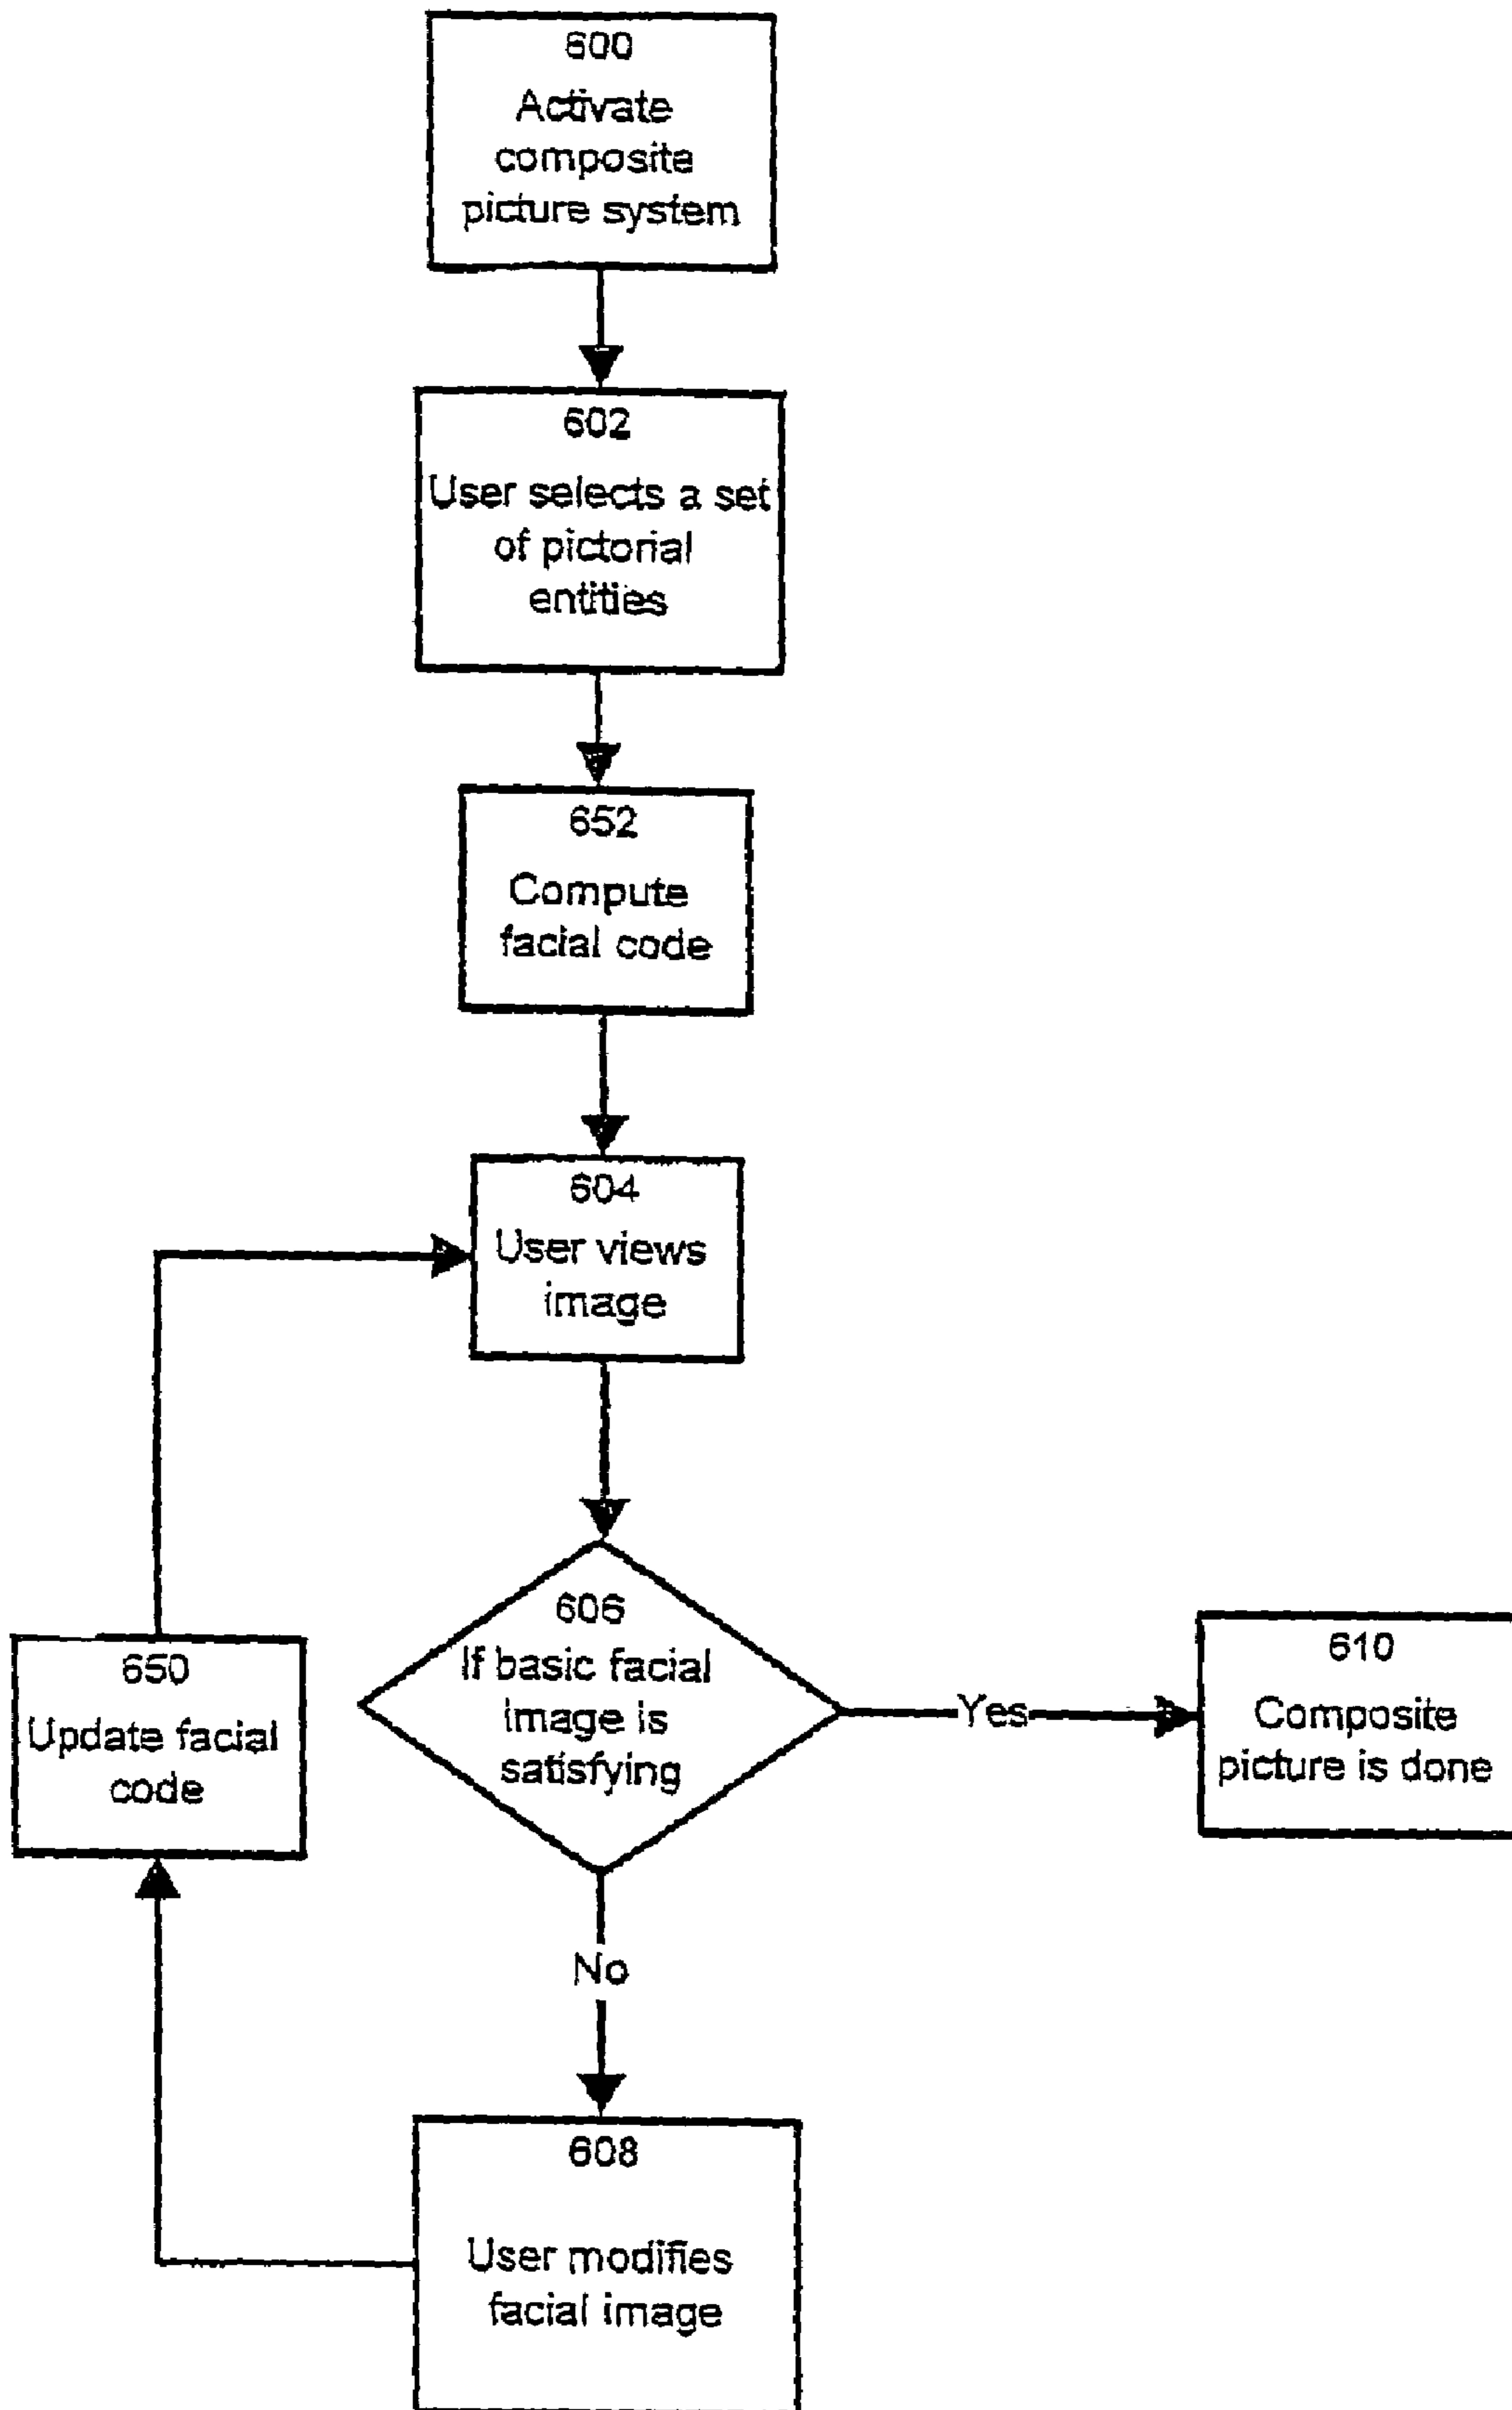 600
Activate
composite
picture system
602
User selects a set
of pictorial
entities
652
Compute
facial code
604
User views
image
606
If basic facial
image is
satisfying
Yes
610
Composite
picture is done
650
Update facial
code
No
608
User modifies
facial image